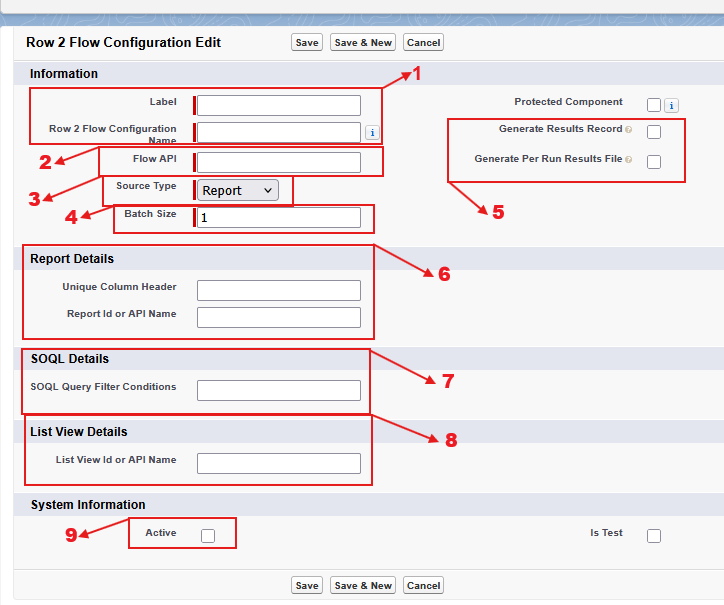 Row 2 Flow Configuration Edit
Save
Save & New
Cancel
Information
1
Label
Protected Component
i
Row 2 Flow Configuration
Name
i
Generate Results Record
2
Flow API
Generate Per Run Results File
3
Source Type
Report
4
Batch Size
1
5
Report Details
6
Unique Column Header
Report Id or API Name
SOQL Details
7
SOQL Query Filter Conditions
List View Details
8
List View Id or API Name
System Information
9
Active
Is Test
Save
Save & New
Cancel